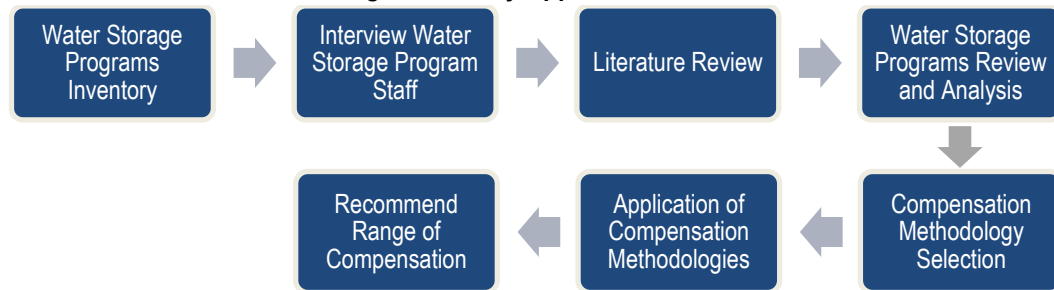 Water Storage
Programs
Inventory
Interview Water
Storage Program
Staff
Literature Review
Water Storage
Programs Review
and Analysis
Compensation
Methodology
Selection
Application of
Compensation
Methodologies
Recommend
Range of
Compensation